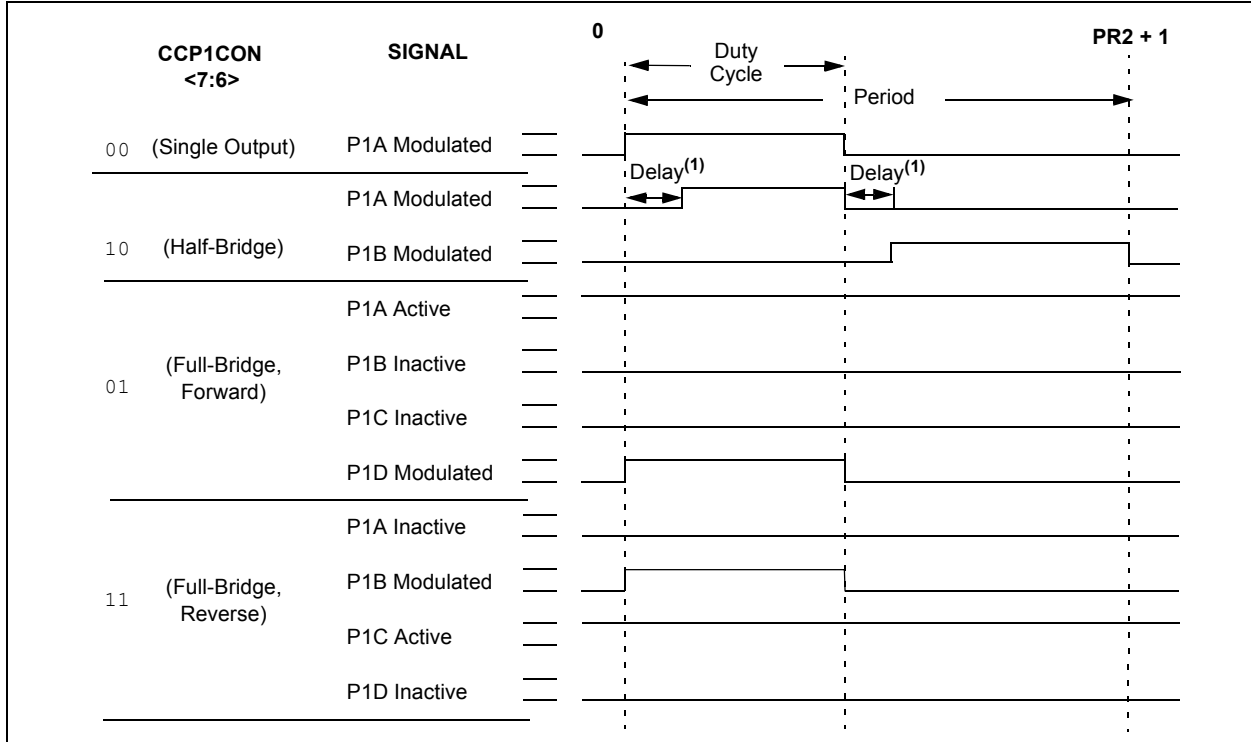 0
PR2 + 1
CCP1CON
<7:6>
SIGNAL
Duty
Cycle
Period
00 (Single Output) P1A Modulated
Delay(1) Delay(1)
P1A Modulated
10 (Half-Bridge) P1B Modulated
P1A Active
01 (Full-Bridge,
Forward)
P1B Inactive
P1C Inactive
P1D Modulated
P1A Inactive
11 (Full-Bridge,
Reverse)
P1B Modulated
P1C Active
P1D Inactive